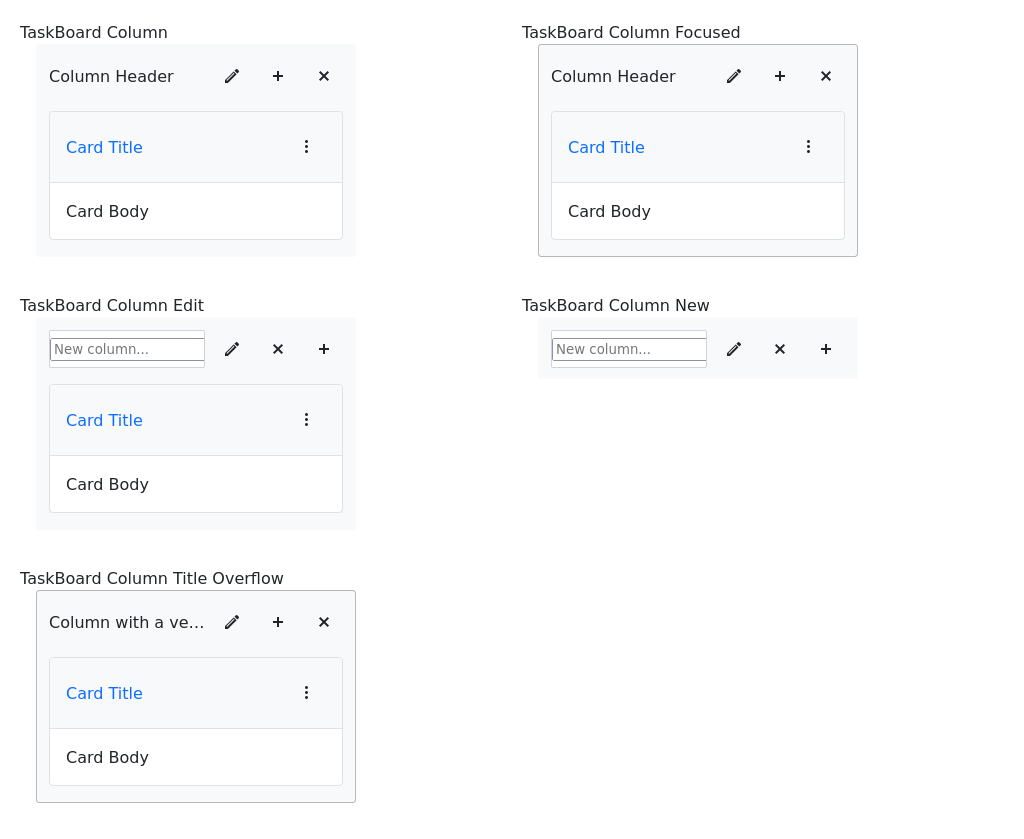 TaskBoard Column
Column Header
Card Title
Card Body
TaskBoard Column Focused
Column Header
Card Title
Card Body
TaskBoard Column Edit
New column...
Card Title
Card Body
TaskBoard Column New
New column...
TaskBoard Column Title Overflow
Column with a ve...
Card Title
Card Body